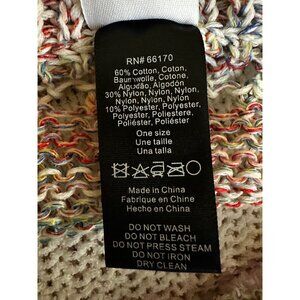 RN# 66170
60% Cotton, Coton,
Baumwolle, Cotone,
Algodão, Algodón
30% Nylon, Nylon, Nylon,
Nylon, Nylon, Nylon
10% Polyester, Polyester,
Polyester, Poliestere,
Poliéster, Poliéster
One size
Une taille
Una talla
Made in China
Fabrique en Chine
Hecho en China
DO NOT WASH
DO NOT BLEACH
DO NOT PRESS STEAM
DO NOT IRON
DRY CLEAN